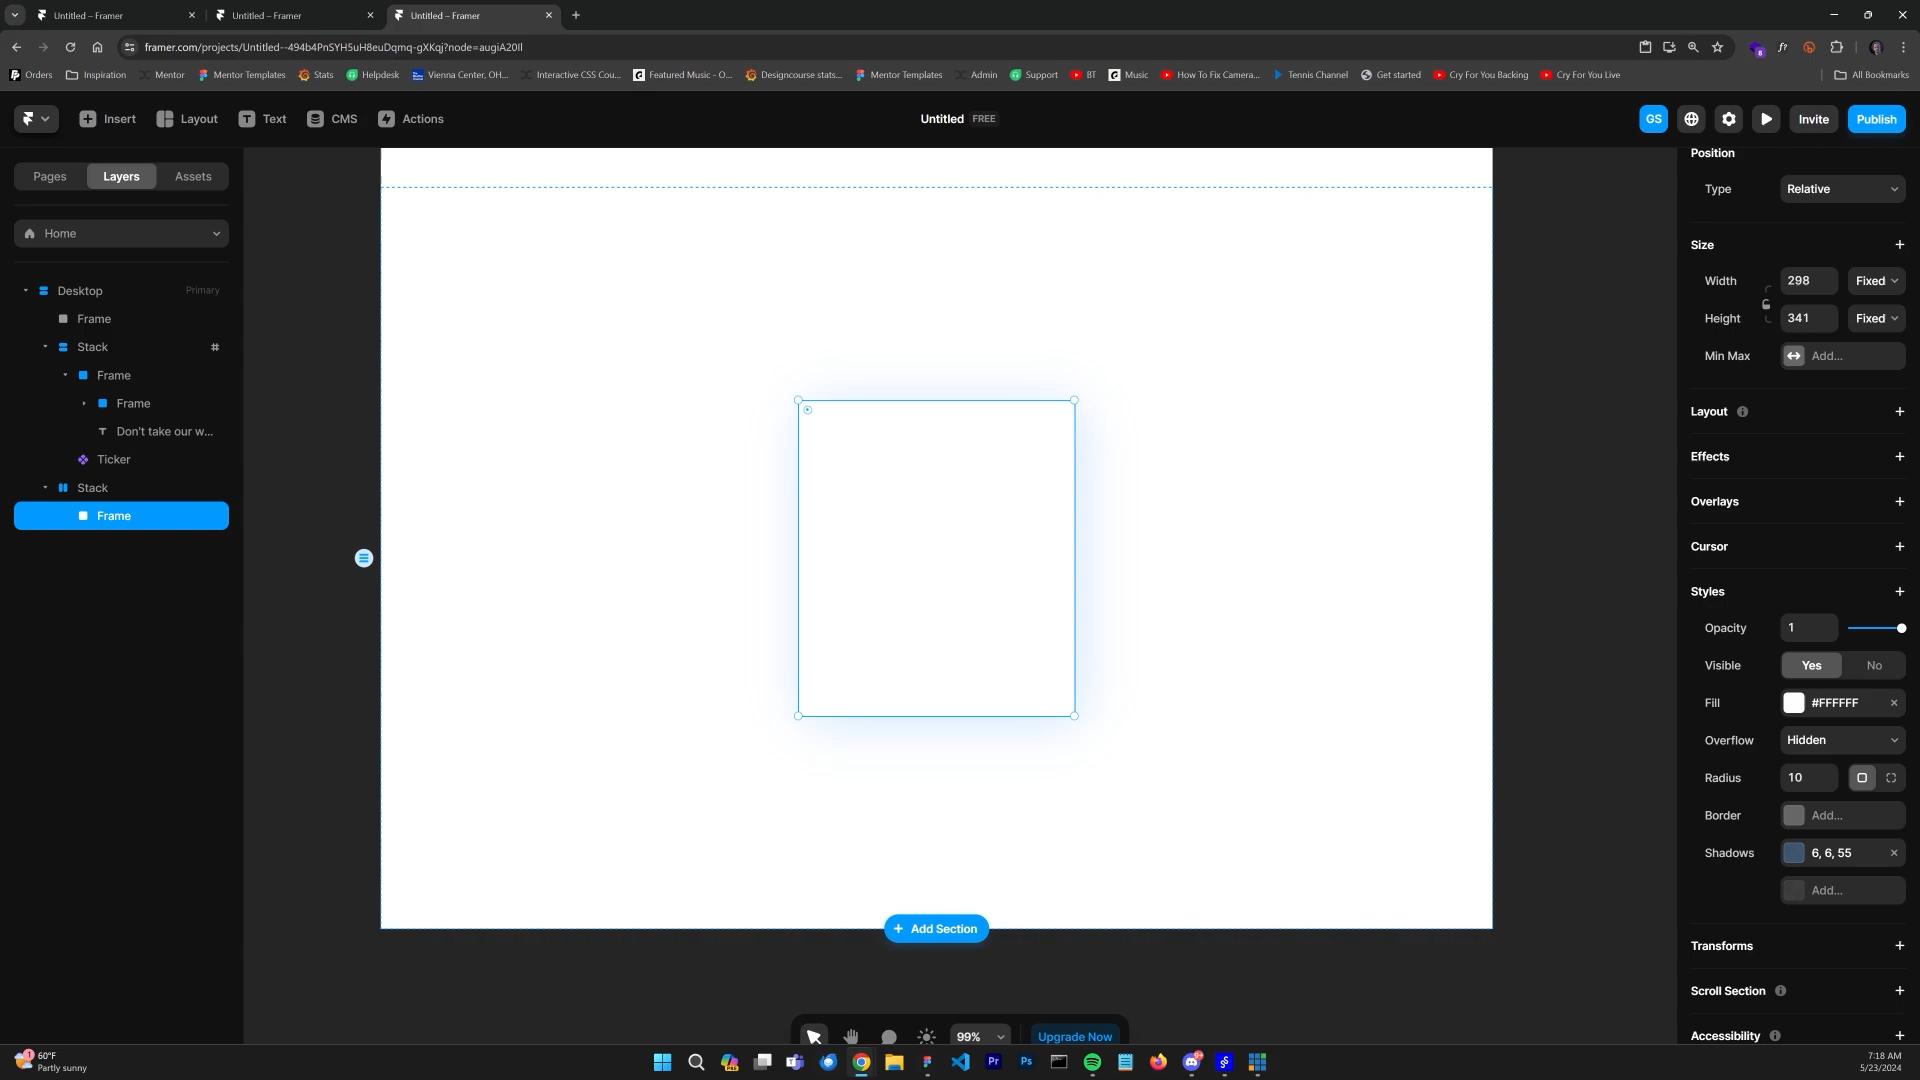 Untitled – Framer
Untitled – Framer
Untitled – Framer
framer.com/projects/Untitled--494b4PnSYH5uH8euDqmq-gXKqj?node=augiA20Il
Orders
Inspiration
Mentor
Mentor Templates
Stats
Helpdesk
Vienna Center, OH...
Interactive CSS Cou...
Featured Music - O...
Designcourse stats...
Mentor Templates
Admin
Support
BT
Music
How To Fix Camera...
Tennis Channel
Get started
Cry For You Backing
Cry For You Live
All Bookmarks
Insert
Layout
Text
CMS
Actions
Untitled FREE
GS
Invite
Publish
Pages
Layers
Assets
Home
Desktop
Primary
Frame
Stack
Frame
Frame
Don't take our w...
Ticker
Stack
Frame
Add Section
99%
Upgrade Now
Position
Type
Relative
Size
Width
298
Fixed
Height
341
Fixed
Min Max
Add...
Layout
Effects
Overlays
Cursor
Styles
Opacity
1
Visible
Yes
No
Fill
#FFFFFF
Overflow
Hidden
Radius
10
Border
Add...
Shadows
6, 6, 55
Add...
Transforms
Scroll Section
Accessibility
60°F
Partly sunny
7:18 AM
5/23/2024